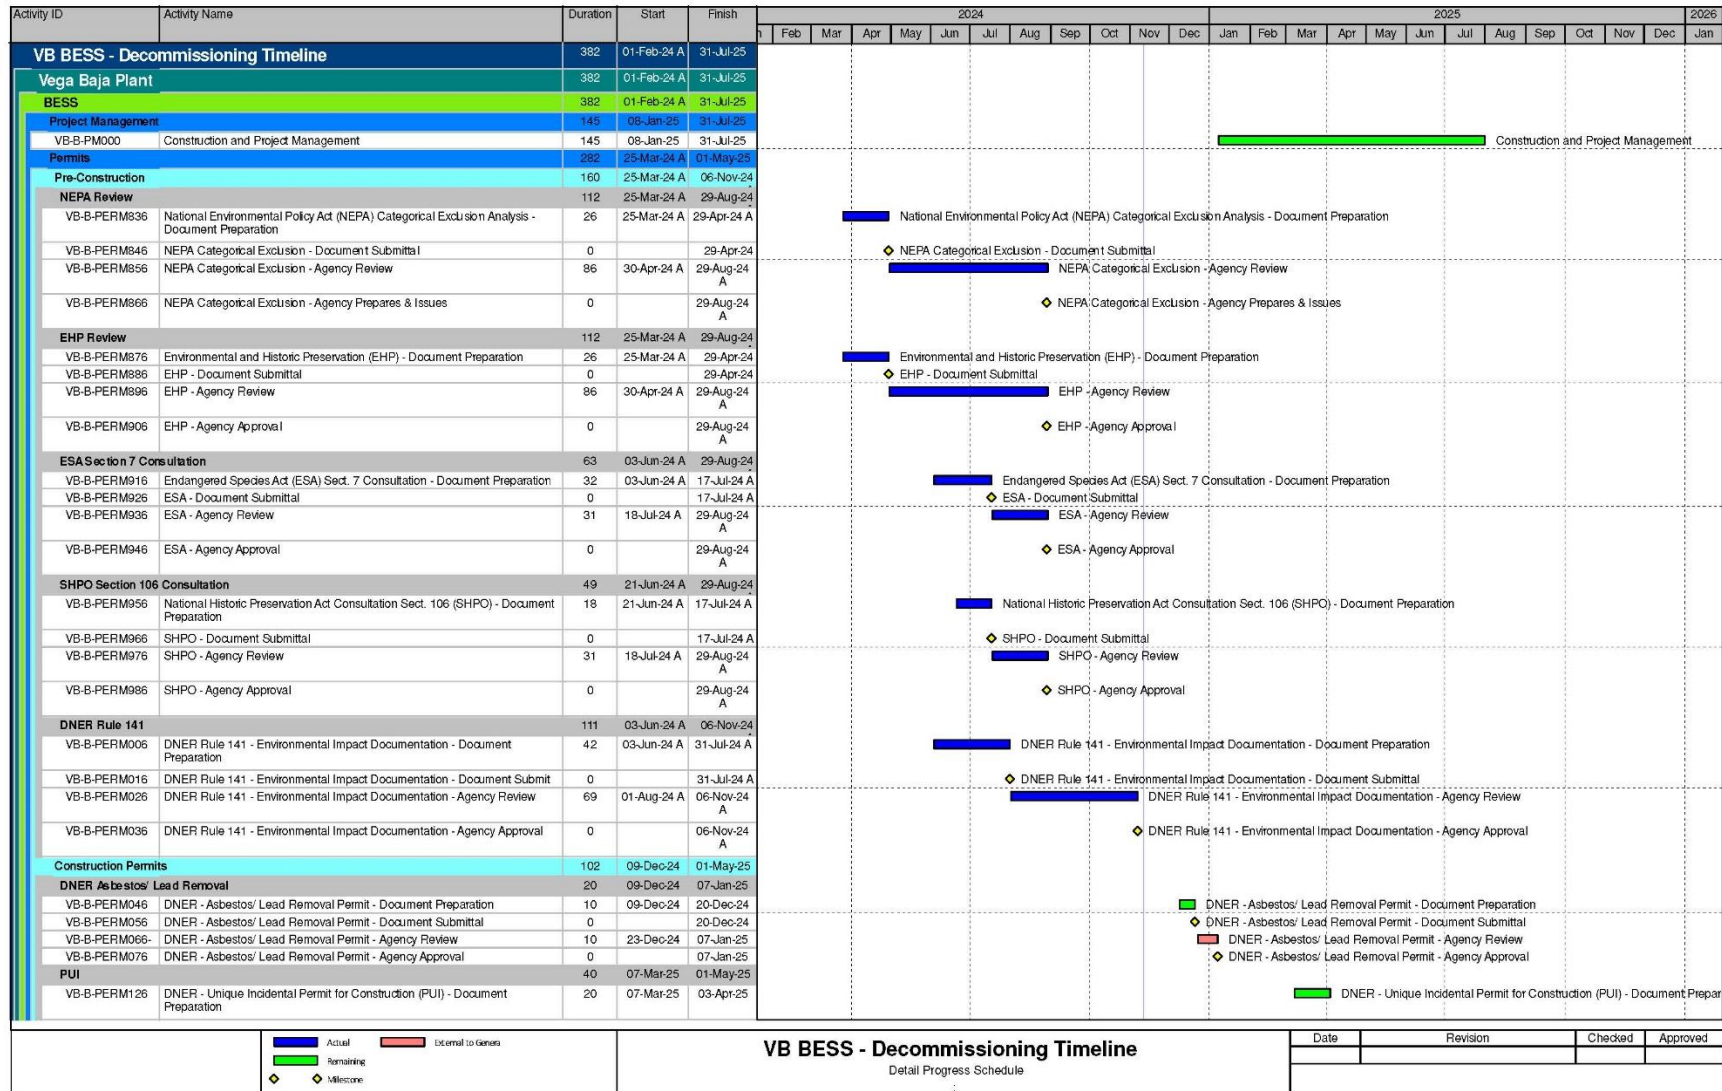 Activity ID Activity Name Duration Start Finish 2024 2025 2026
Feb Mar Apr May Jun Jul Aug Sep Oct Nov Dec Jan Feb Mar Apr May Jun Jul Aug Sep Oct Nov Dec Jan
VB BESS - Decommissioning Timeline 382 01-Feb-24 A 31-Jul-25
Vega Baja Plant 382 01-Feb-24 A 31-Jul-25
BESS 382 01-Feb-24 A 31-Jul-25
Project Management 145 08-Jan-25 31-Jul-25
VB-B-PM000 Construction and Project Management 145 08-Jan-25 31-Jul-25 Construction and Project Management
Permits 282 25-Mar-24 A 01-May-25
Pre-Construction 160 25-Mar-24 A 06-Nov-24
NEPA Review 112 25-Mar-24 A 29-Aug-24
VB-B-PERM836 National Environmental Policy Act (NEPA) Categorical Exclusion Analysis - 26 25-Mar-24 A 29-Apr-24 A National Environmental Policy Act (NEPA) Categorical Exclusion Analysis - Document Preparation
Document Preparation
VB-B-PERM846 NEPA Categorical Exclusion - Document Submittal 0 29-Apr-24 NEPA Categorical Exclusion - Document Submittal
VB-B-PERM856 NEPA Categorical Exclusion - Agency Review 86 30-Apr-24 A 29-Aug-24 NEPA Categorical Exclusion - Agency Review
A
VB-B-PERM866 NEPA Categorical Exclusion - Agency Prepares & Issues 0 29-Aug-24 NEPA Categorical Exclusion - Agency Prepares & Issues
A
EHP Review 112 25-Mar-24 A 29-Aug-24
VB-B-PERM876 Environmental and Historic Preservation (EHP) - Document Preparation 26 25-Mar-24 A 29-Apr-24 Environmental and Historic Preservation (EHP) - Document Preparation
VB-B-PERM886 EHP - Document Submittal 0 29-Apr-24 EHP - Document Submittal
VB-B-PERM896 EHP - Agency Review 86 30-Apr-24 A 29-Aug-24 EHP - Agency Review
A
VB-B-PERM906 EHP - Agency Approval 0 29-Aug-24 EHP - Agency Approval
A
ESA Section 7 Consultation 63 03-Jun-24 A 29-Aug-24
VB-B-PERM916 Endangered Species Act (ESA) Sect. 7 Consultation - Document Preparation 32 03-Jun-24 A 17-Jul-24 A Endangered Species Act (ESA) Sect. 7 Consultation - Document Preparation
VB-B-PERM926 ESA - Document Submittal 0 17-Jul-24 A ESA - Document Submittal
VB-B-PERM936 ESA - Agency Review 31 18-Jul-24 A 29-Aug-24 ESA - Agency Review
A
VB-B-PERM946 ESA - Agency Approval 0 29-Aug-24 ESA - Agency Approval
A
SHPO Section 106 Consultation 49 21-Jun-24 A 29-Aug-24
VB-B-PERM956 National Historic Preservation Act Consultation Sect. 106 (SHPO) - Document 18 21-Jun-24 A 17-Jul-24 A National Historic Preservation Act Consultation Sect. 106 (SHPO) - Document Preparation
Preparation
VB-B-PERM966 SHPO - Document Submittal 0 17-Jul-24 A SHPO - Document Submittal
VB-B-PERM976 SHPO - Agency Review 31 18-Jul-24 A 29-Aug-24 SHPO - Agency Review
A
VB-B-PERM986 SHPO - Agency Approval 0 29-Aug-24 SHPO - Agency Approval
A
DNER Rule 141 111 03-Jun-24 A 06-Nov-24
VB-B-PERM006 DNER Rule 141 - Environmental Impact Documentation - Document 42 03-Jun-24 A 31-Jul-24 A DNER Rule 141 - Environmental Impact Documentation - Document Preparation
Preparation
VB-B-PERM016 DNER Rule 141 - Environmental Impact Documentation - Document Submit 0 31-Jul-24 A DNER Rule 141 - Environmental Impact Documentation - Document Submittal
VB-B-PERM026 DNER Rule 141 - Environmental Impact Documentation - Agency Review 69 01-Aug-24 A 06-Nov-24 DNER Rule 141 - Environmental Impact Documentation - Agency Review
A
VB-B-PERM036 DNER Rule 141 - Environmental Impact Documentation - Agency Approval 0 06-Nov-24 DNER Rule 141 - Environmental Impact Documentation - Agency Approval
A
Construction Permits 102 09-Dec-24 01-May-25
DNER Asbestos/ Lead Removal 20 09-Dec-24 07-Jan-25
VB-B-PERM046 DNER - Asbestos/ Lead Removal Permit - Document Preparation 10 09-Dec-24 20-Dec-24 DNER - Asbestos/ Lead Removal Permit - Document Preparation
VB-B-PERM056 DNER - Asbestos/ Lead Removal Permit - Document Submittal 0 20-Dec-24 DNER - Asbestos/ Lead Removal Permit - Document Submittal
VB-B-PERM066- DNER - Asbestos/ Lead Removal Permit - Agency Review 10 23-Dec-24 07-Jan-25 DNER - Asbestos/ Lead Removal Permit - Agency Review
VB-B-PERM076 DNER - Asbestos/ Lead Removal Permit - Agency Approval 0 07-Jan-25 DNER - Asbestos/ Lead Removal Permit - Agency Approval
PUI 40 07-Mar-25 01-May-25
VB-B-PERM126 DNER - Unique Incidental Permit for Construction (PUI) - Document 20 07-Mar-25 03-Apr-25 DNER - Unique Incidental Permit for Construction (PUI) - Document Prepar
Preparation
Actual External to Genera
Remaining
Milestone
VB BESS - Decommissioning Timeline
Detail Progress Schedule
Date Revision Checked Approved